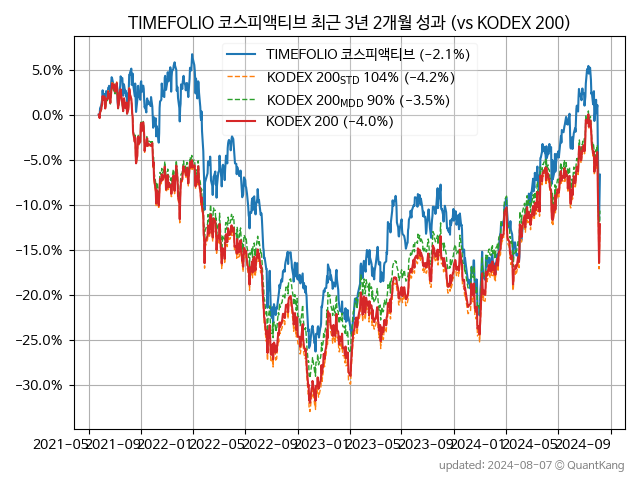 TIMEFOLIO 코스피액티브 최근 3년 2개월 성과 (vs KODEX 200)
TIMEFOLIO 코스피액티브 (−2.1%)
KODEX 200STD 104% (−4.2%)
KODEX 200MDD 90% (−3.5%)
KODEX 200 (−4.0%)
5.0%
0.0%
−5.0%
−10.0%
−15.0%
−20.0%
−25.0%
−30.0%
2021-05 2021-09 2022-01 2022-05 2022-09 2023-01 2023-05 2023-09 2024-01 2024-05 2024-09
updated: 2024-08-07 © QuantKang